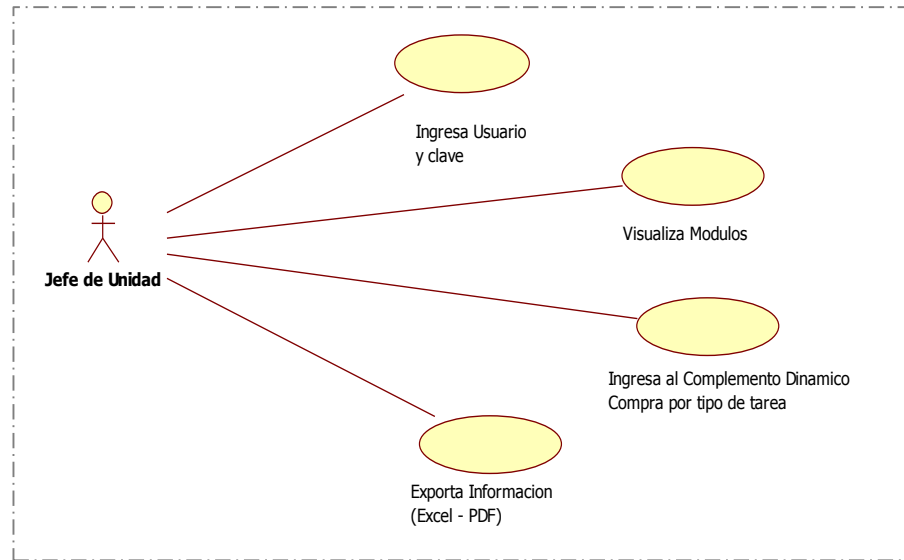 Ingresa Usuario
y clave
Visualiza Modulos
Jefe de Unidad
Ingresa al Complemento Dinamico
Compra por tipo de tarea
Exporta Informacion
(Excel - PDF)